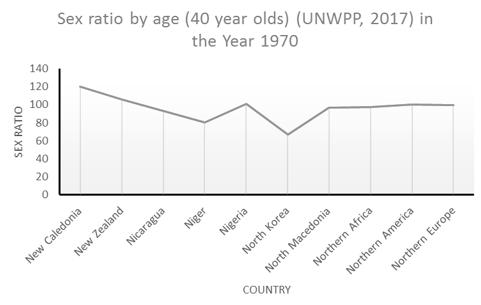 Sex ratio by age (40 year olds) (UNWPP, 2017) in
the Year 1970
140
120
100
80
60
40
20
0
SEX RATIO
New Caledonia
New Zealand
Nicaragua
Niger
Nigeria
North Korea
North Macedonia
Northern Africa
Northern America
Northern Europe
COUNTRY